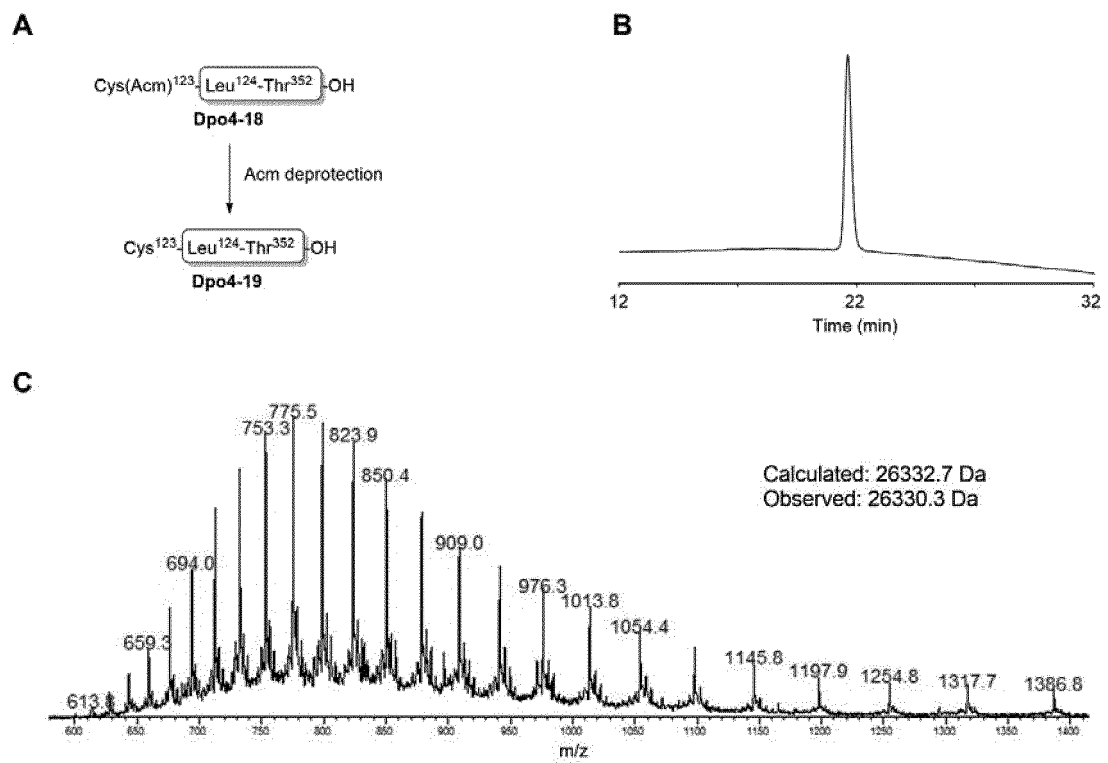 A
Cys(Acm)123-Leu124-Thr352-OH
Dpo4-18
Acm deprotection
Cys123-Leu124-Thr352-OH
Dpo4-19
B
12 22 32
Time (min)
C
775.5
753.3
823.9
850.4
909.0
694.0
976.3
1013.8
1054.4
659.3
1145.8
1197.9
1254.8
1317.7
1386.8
Calculated: 26332.7 Da
Observed: 26330.3 Da
600 650 700 750 800 850 900 950 1000 1050 1100 1150 1200 1250 1300 1350 1400
m/z